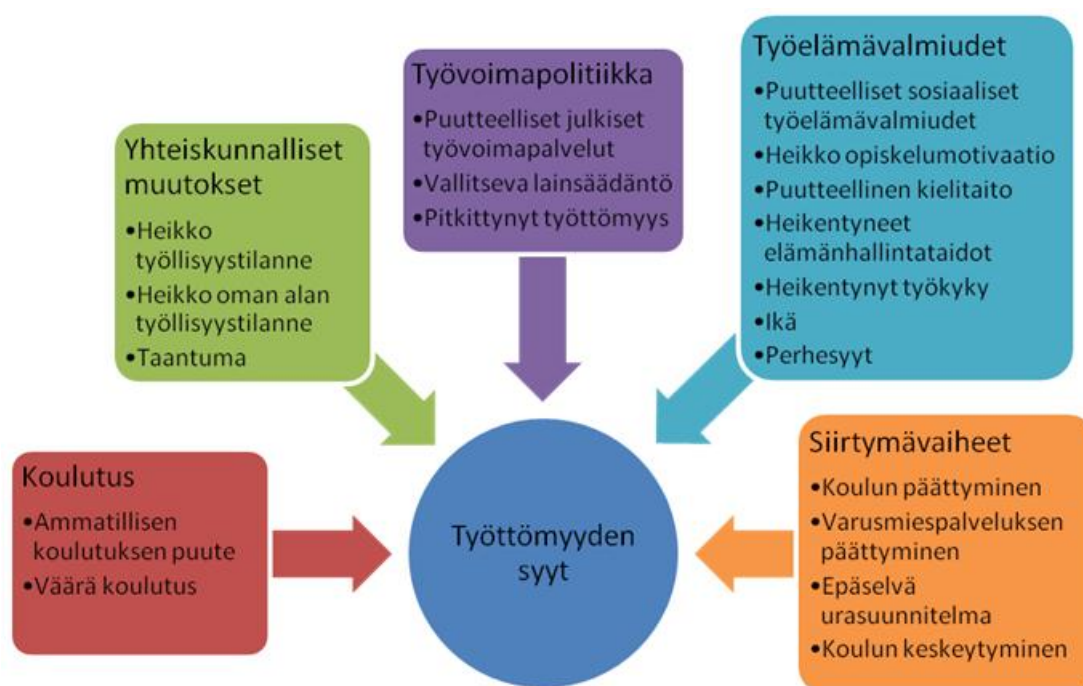 Koulutus
•Ammatillisen
koulutuksen puute
•Väärä koulutus
Yhteiskunnalliset
muutokset
•Heikko
työllisyystilanne
•Heikko oman alan
työllisyystilanne
•Taantuma
Työvoimapolitiikka
•Puutteelliset julkiset
työvoimapalvelut
•Vallitseva lainsäädäntö
•Pitkittynyt työttömyys
Työelämävalmiudet
•Puutteelliset sosiaaliset
työelämävalmiudet
•Heikko opiskelumotivaatio
•Puutteellinen kielitaito
•Heikentyneet
elämänhallintataidot
•Heikentynyt työkyky
•Ikä
•Perhesyyt
Siirtymävaiheet
•Koulun päättyminen
•Varusmiespalveluksen
päättyminen
•Epäselvä
urasuunnitelma
•Koulun keskeytyminen
Työttömyyden
syyt